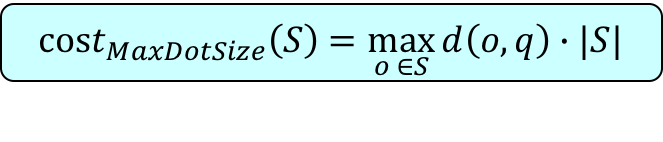 cost_{MaxDotSize}(S) = max_{o ∈S} d(o, q) · |S|